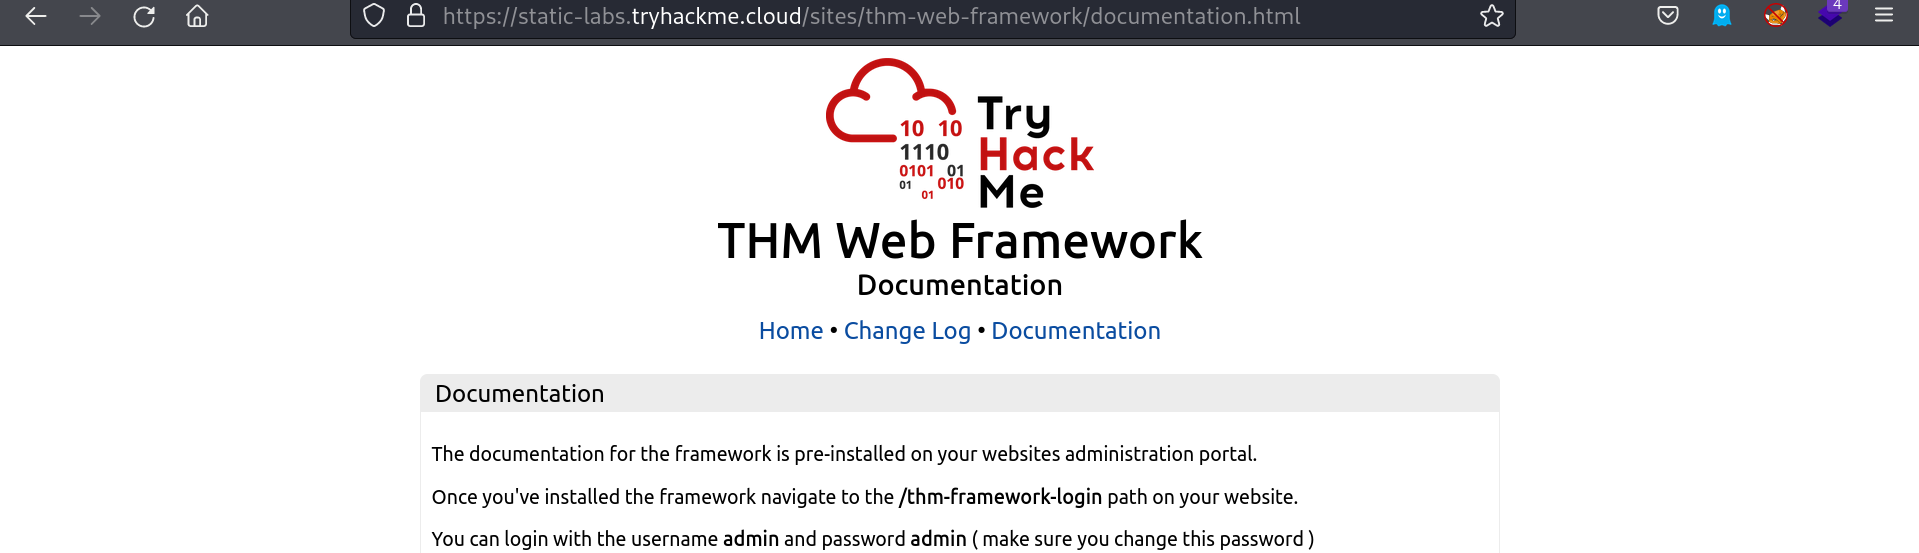 https://static-labs.tryhackme.cloud/sites/thm-web-framework/documentation.html
4
10 10
1110
0101 01
01 010
01
Try
Hack
Me
THM Web Framework
Documentation
Home • Change Log • Documentation
Documentation
The documentation for the framework is pre-installed on your websites administration portal.
Once you've installed the framework navigate to the /thm-framework-login path on your website.
You can login with the username admin and password admin ( make sure you change this password )